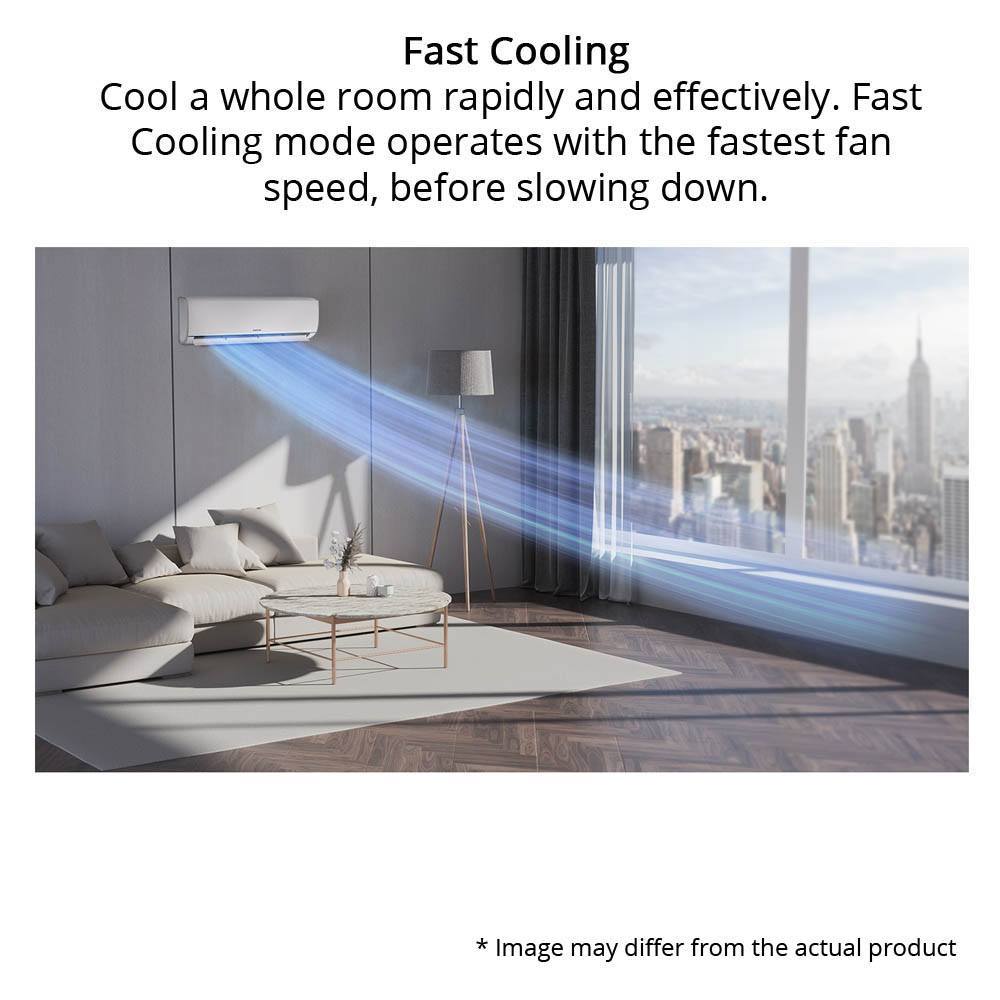 Fast Cooling
Cool a whole room rapidly and effectively. Fast
Cooling mode operates with the fastest fan
speed, before slowing down.
* Image may differ from the actual product